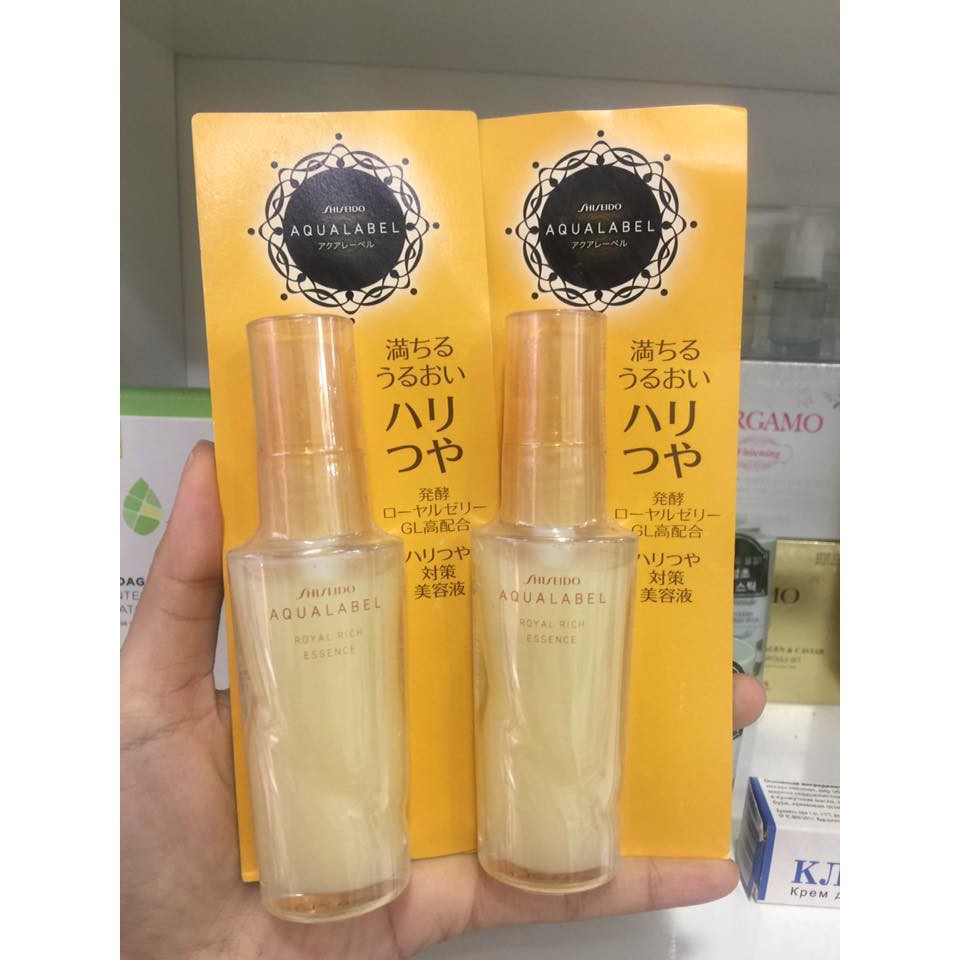 SHISEIDO
AQUALABEL
アクアレーベル
満ちる
うるおい
ハリ
つや
発酵
ローヤルゼリー
GL高配合
ハリつや
対策
美容液
SHISEIDO
AQUALABEL
ROYAL RICH
ESSENCE
SHISEIDO
AQUALABEL
アクアレーベル
満ちる
うるおい
ハリ
つや
発酵
ローヤルゼリー
GL高配合
ハリつや
対策
美容液
SHISEIDO
AQUALABEL
ROYAL RICH
ESSENCE
RGAMO
Whitening
MO
КЛ
Крем д